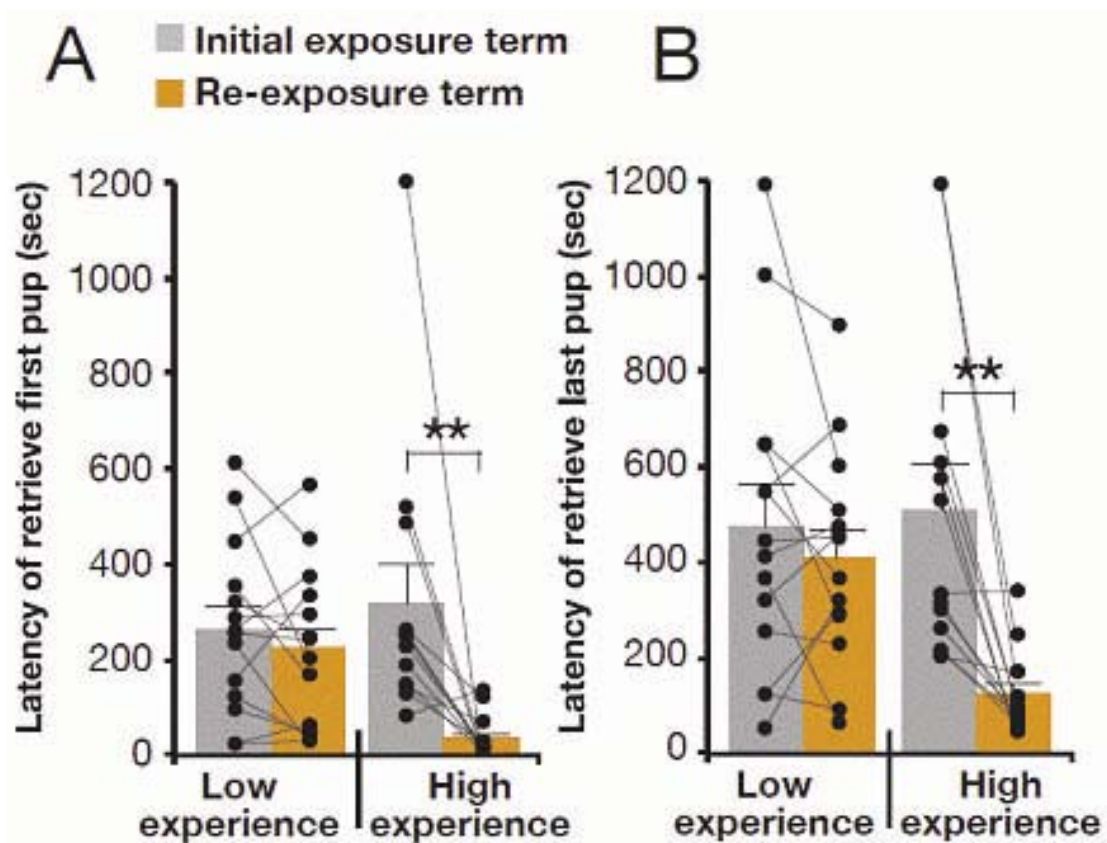 A
Initial exposure term
Re-exposure term
Latency of retrieve first pup (sec)
1200
1000
800
600
400
200
0
**
Low
experience
High
experience
B
Latency of retrieve last pup (sec)
1200
1000
800
600
400
200
0
**
Low
experience
High
experience